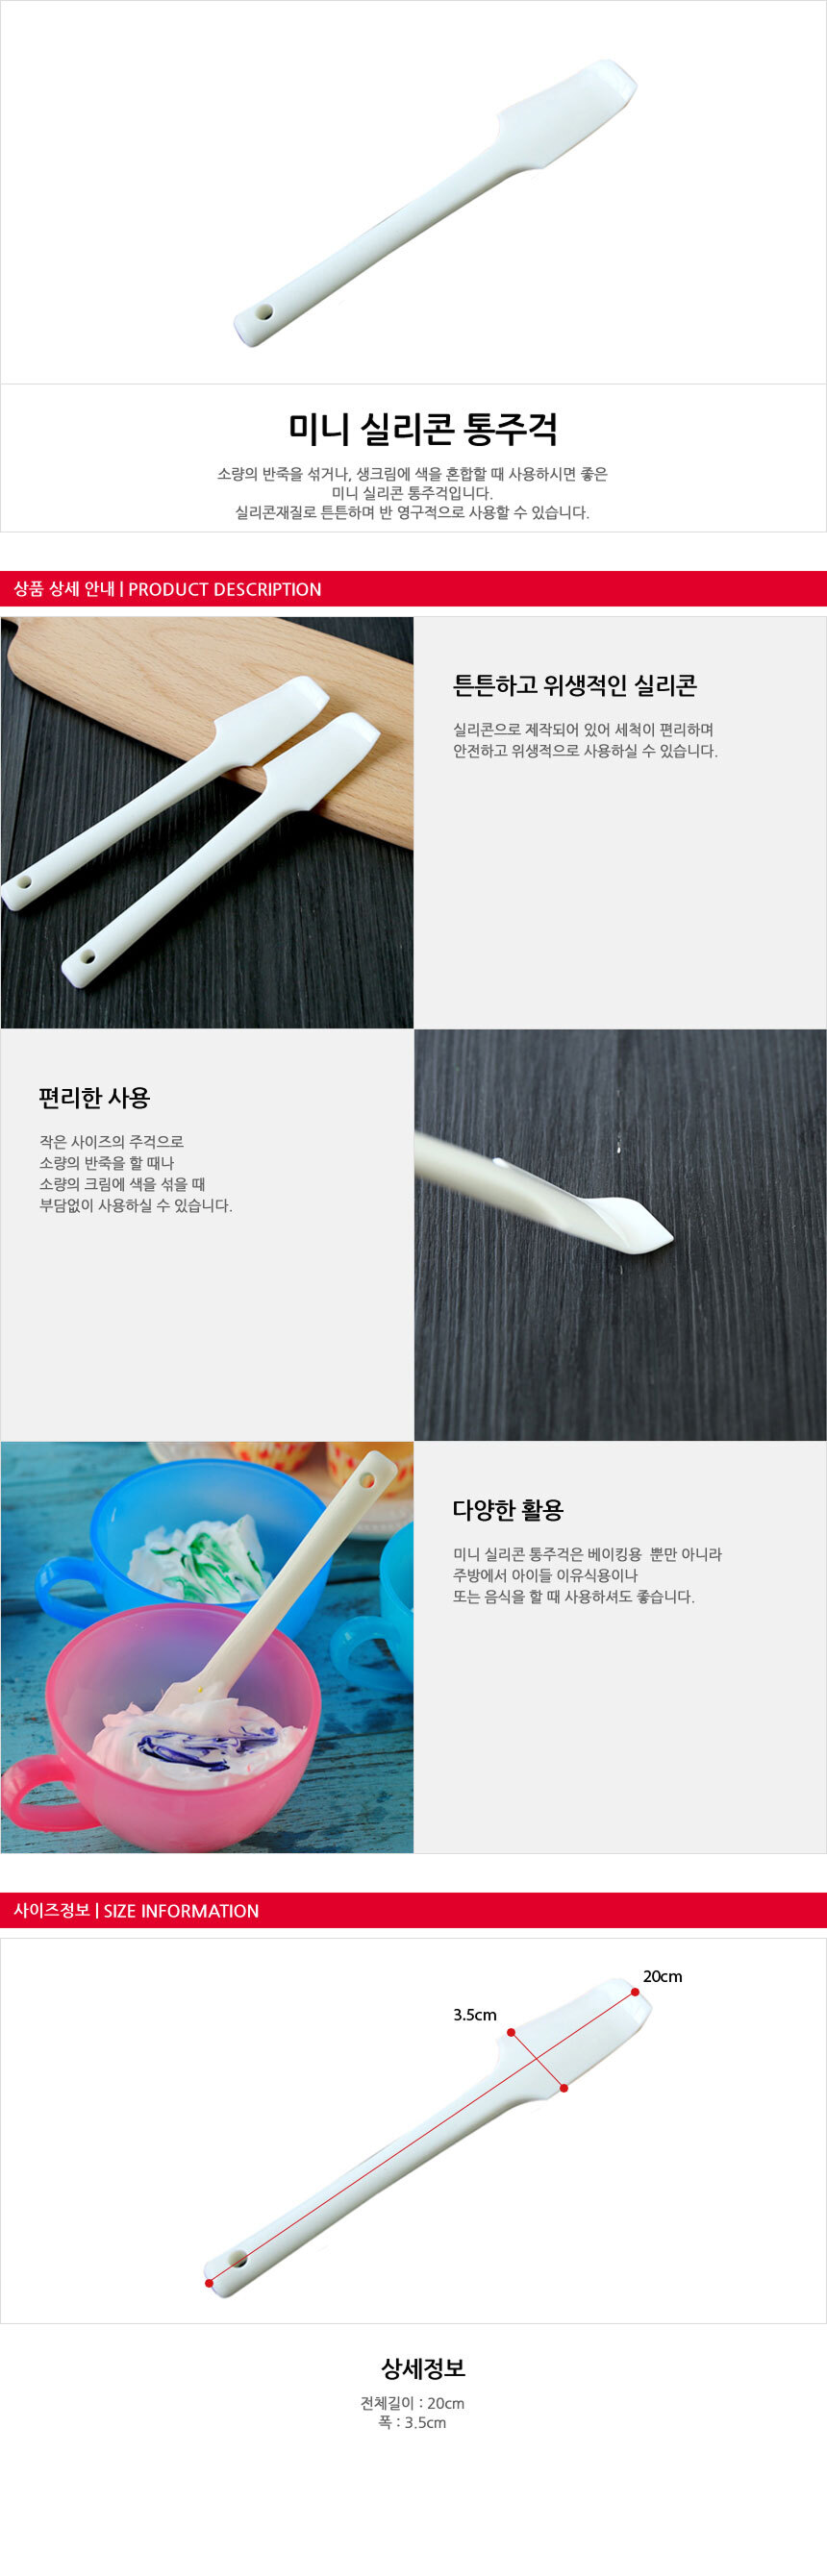 미니 실리콘 통주걱
소량의 반죽을 섞거나, 생크림에 색을 혼합할 때 사용하시면 좋은
미니 실리콘 통주걱입니다.
실리콘재질로 튼튼하며 반 영구적으로 사용할 수 있습니다.
상품 상세 안내 | PRODUCT DESCRIPTION
튼튼하고 위생적인 실리콘
실리콘으로 제작되어 있어 세척이 편리하며
안전하고 위생적으로 사용하실 수 있습니다.
편리한 사용
작은 사이즈의 주걱으로
소량의 반죽을 할 때나
소량의 크림에 색을 섞을 때
부담없이 사용하실 수 있습니다.
다양한 활용
미니 실리콘 통주걱은 베이킹용 뿐만 아니라
주방에서 아이들 이유식용이나
또는 음식을 할 때 사용하셔도 좋습니다.
사이즈정보 | SIZE INFORMATION
20cm
3.5cm
상세정보
전체길이 : 20cm
폭 : 3.5cm